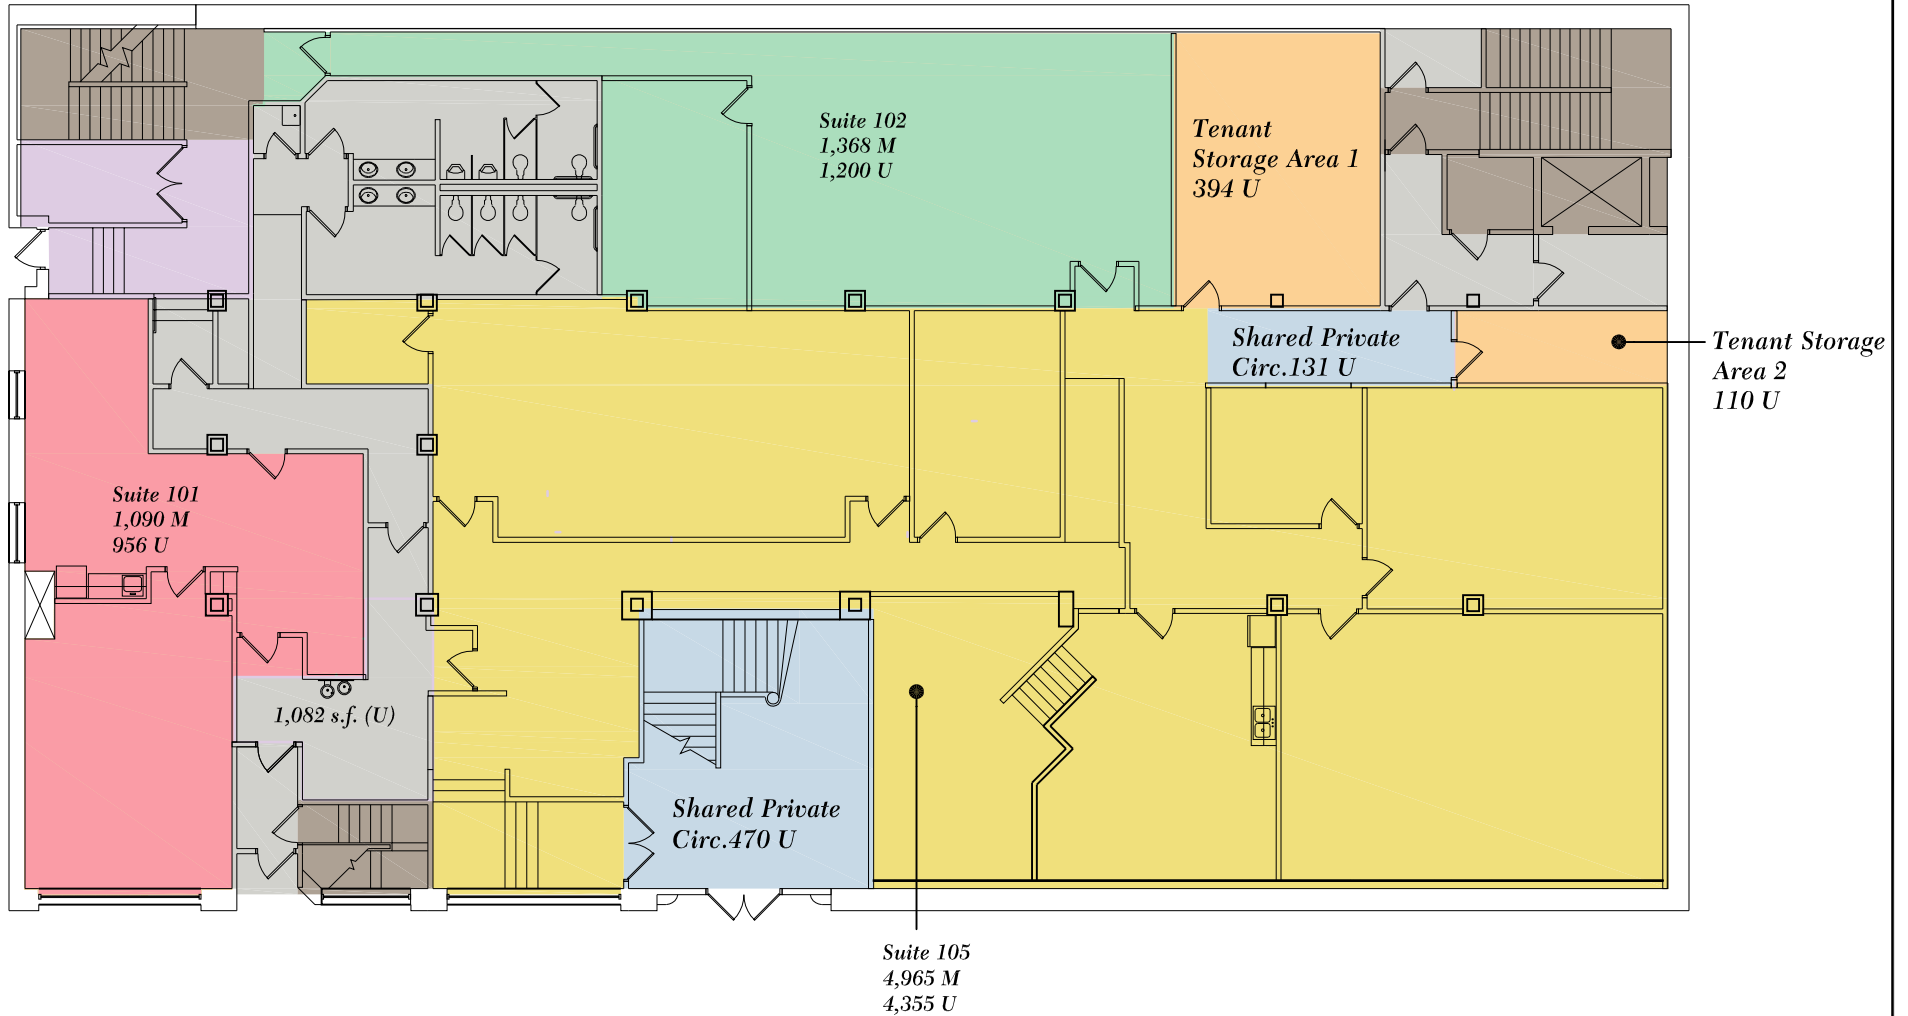 Suite 102
1,368 M
1,200 U
Tenant
Storage Area 1
394 U
Shared Private
Circ.131 U
Tenant Storage
Area 2
110 U
Suite 101
1,090 M
956 U
1,082 s.f. (U)
Shared Private
Circ.470 U
Suite 105
4,965 M
4,355 U